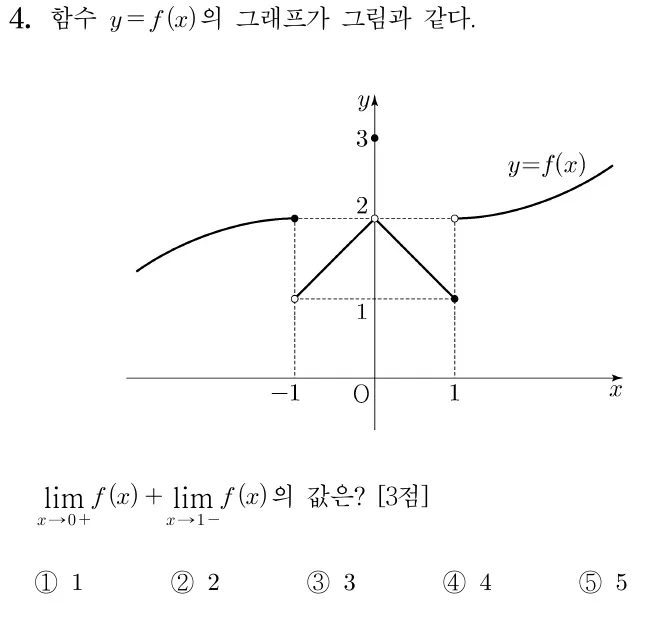 4. 함수 y=f(x)의 그래프가 그림과 같다.
y
3
y=f(x)
2
1
-1 O 1 x
lim f(x)+ lim f(x)의 값은? [3점]
x→0+ x→1-
① 1 ② 2 ③ 3 ④ 4 ⑤ 5